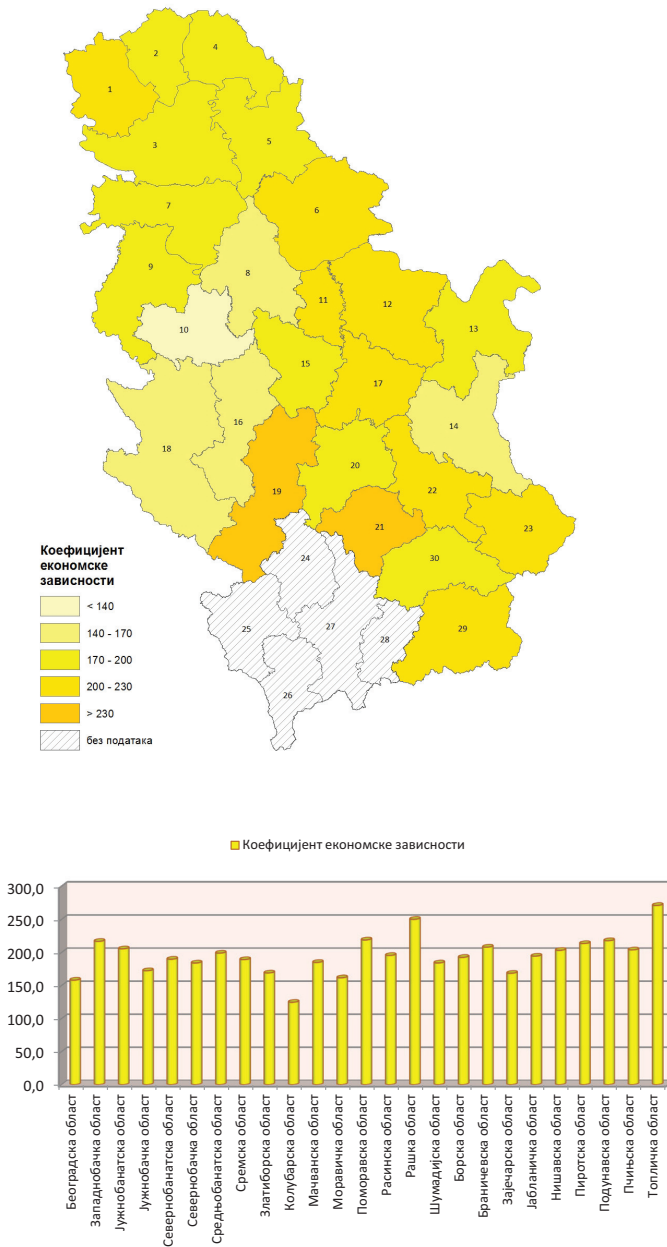 1
2
4
3
5
6
7
8
9
10
11
12
13
14
15
16
17
18
19
20
21
22
23
24
25
26
27
28
29
30
Коефицијент
економске
зависности
< 140
140 - 170
170 - 200
200 - 230
> 230
без података
Коефицијент економске зависности
300,0
250,0
200,0
150,0
100,0
50,0
0,0
Београдска област
Западнобачка област
Јужнобанатска област
Јужнобачка област
Севернобанатска област
Севернобачка област
Средњобанатска област
Сремска област
Златиборска област
Колубарска област
Мачванска област
Моравичка област
Поморавска област
Расинска област
Рашка област
Шумадијска област
Борска област
Браничевска област
Зајечарска област
Јабланичка област
Нишавска област
Пиротска област
Подунавска област
Пчињска област
Топличка област